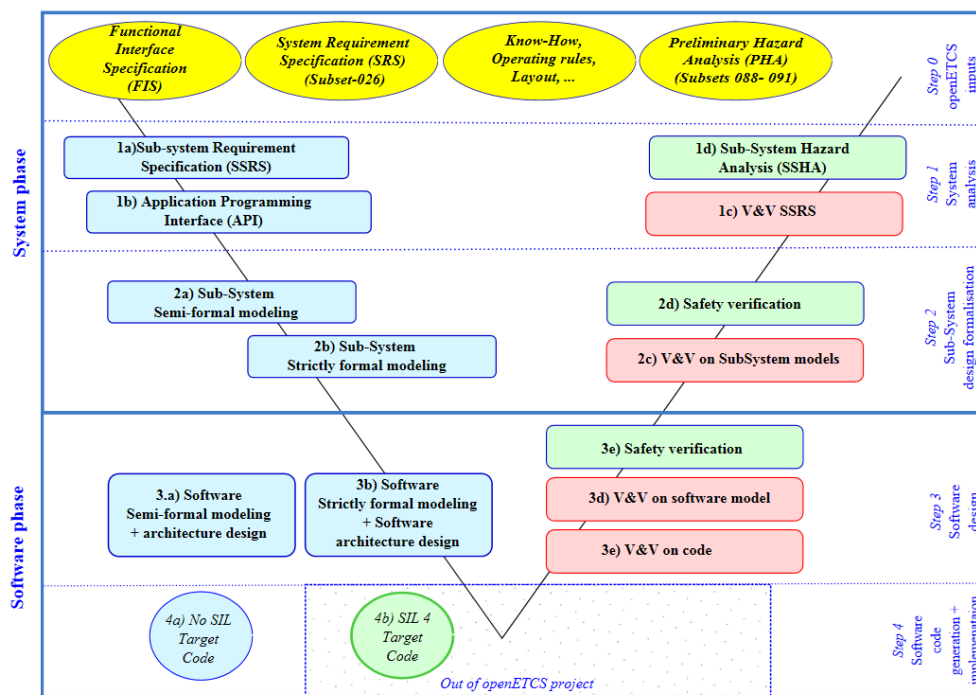 Functional
Interface
Specification
(FIS)
System Requirement
Specification (SRS)
(Subset-026)
Know-How,
Operating rules,
Layout, ...
Preliminary Hazard
Analysis (PHA)
(Subsets 088- 091)
Step 0
openETCS
inputs
System phase
1a)Sub-system Requirement
Specification (SSRS)
1b) Application Programming
Interface (API)
1d) Sub-System Hazard
Analysis (SSHA)
1c) V&V SSRS
Step 1
System
analysis
2a) Sub-System
Semi-formal modeling
2b) Sub-System
Strictly formal modeling
2d) Safety verification
2c) V&V on SubSystem models
Step 2
Sub-System
design formalisation
Software phase
3.a) Software
Semi-formal modeling
+ architecture design
3b) Software
Strictly formal modeling
+ Software
architecture design
3e) Safety verification
3d) V&V on software model
3e) V&V on code
Step 3
Software
design
4a) No SIL
Target
Code
4b) SIL 4
Target
Code
Out of openETCS project
Step 4
Software
code
generation +
implementation